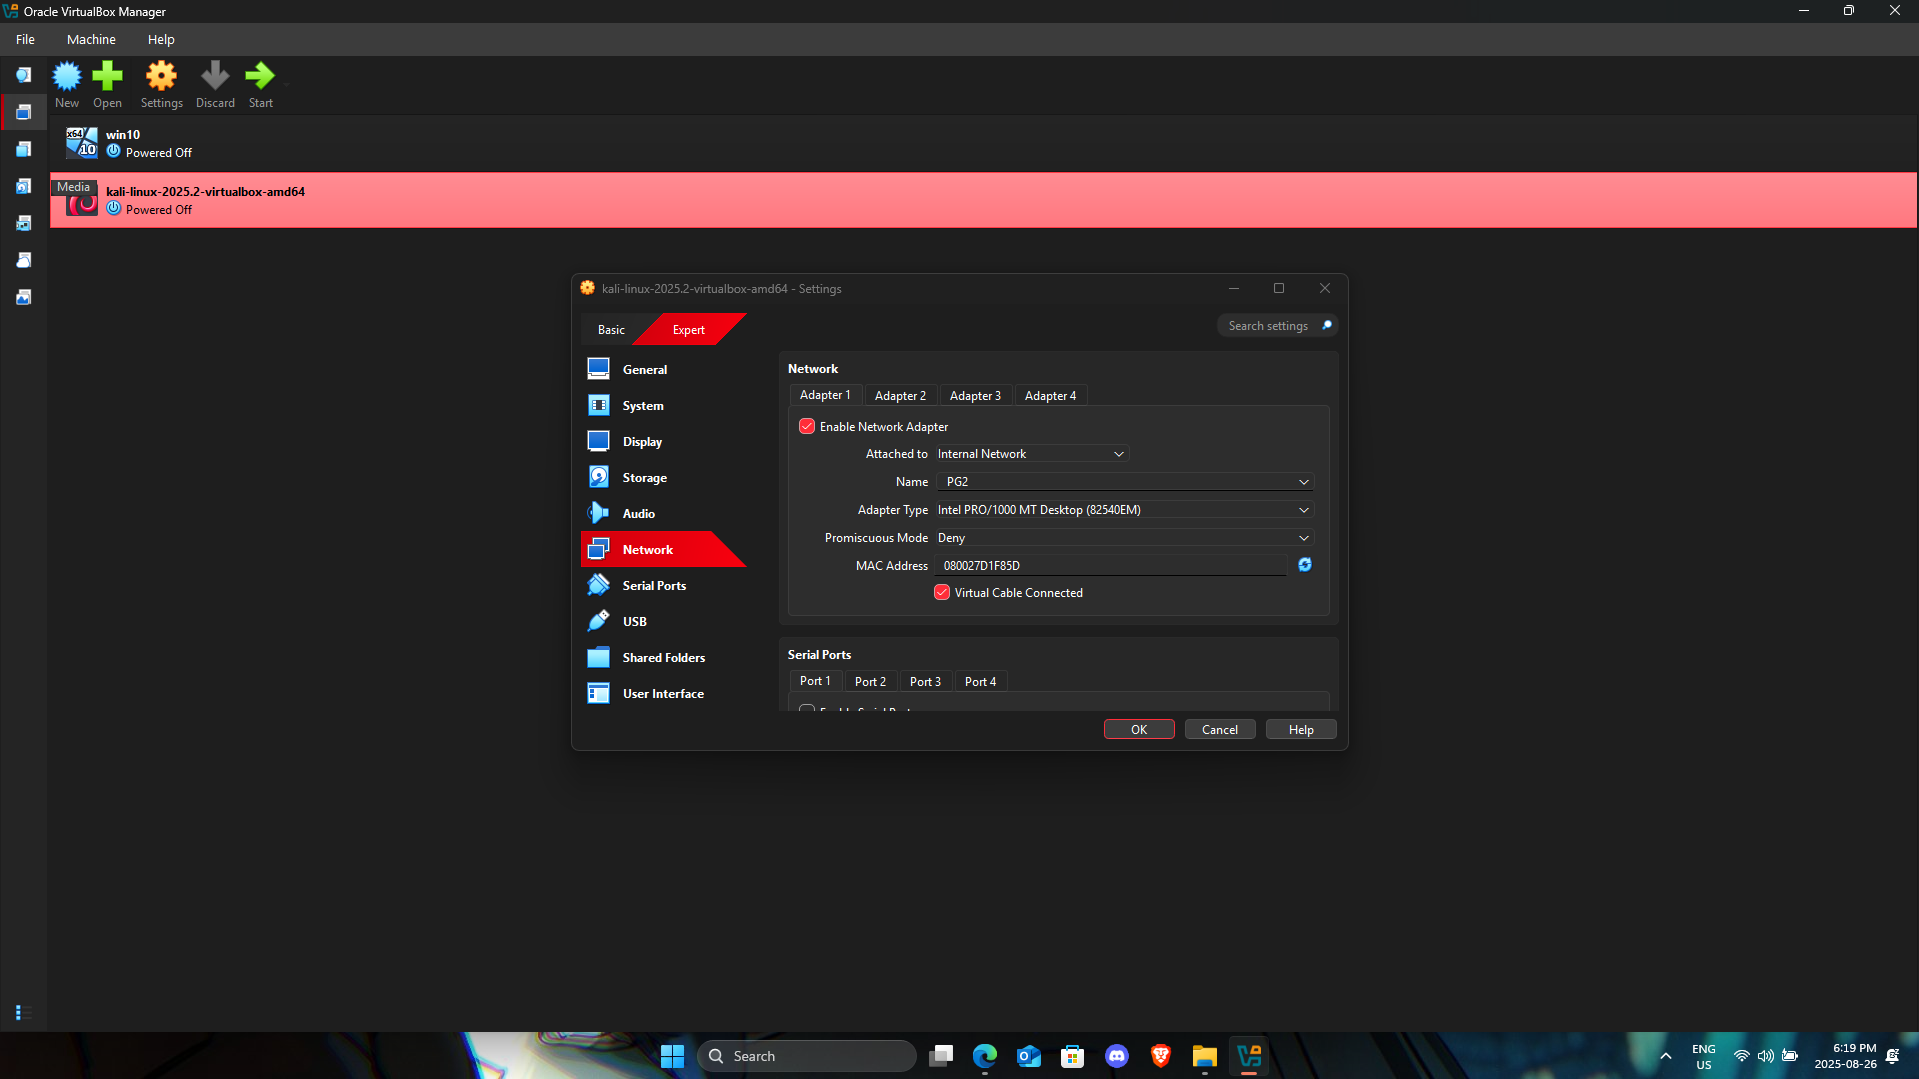 Oracle VirtualBox Manager
File Machine Help
New Open Settings Discard Start
x64 10
win10
Powered Off
Media
kali-linux-2025.2-virtualbox-amd64
Powered Off
kali-linux-2025.2-virtualbox-amd64 - Settings
Basic Expert
Search settings
General
System
Display
Storage
Audio
Network
Serial Ports
USB
Shared Folders
User Interface
Network
Adapter 1 Adapter 2 Adapter 3 Adapter 4
Enable Network Adapter
Attached to Internal Network
Name PG2
Adapter Type Intel PRO/1000 MT Desktop (82540EM)
Promiscuous Mode Deny
MAC Address 080027D1F85D
Virtual Cable Connected
Serial Ports
Port 1 Port 2 Port 3 Port 4
OK Cancel Help
Search
ENG
US
6:19 PM
2025-08-26